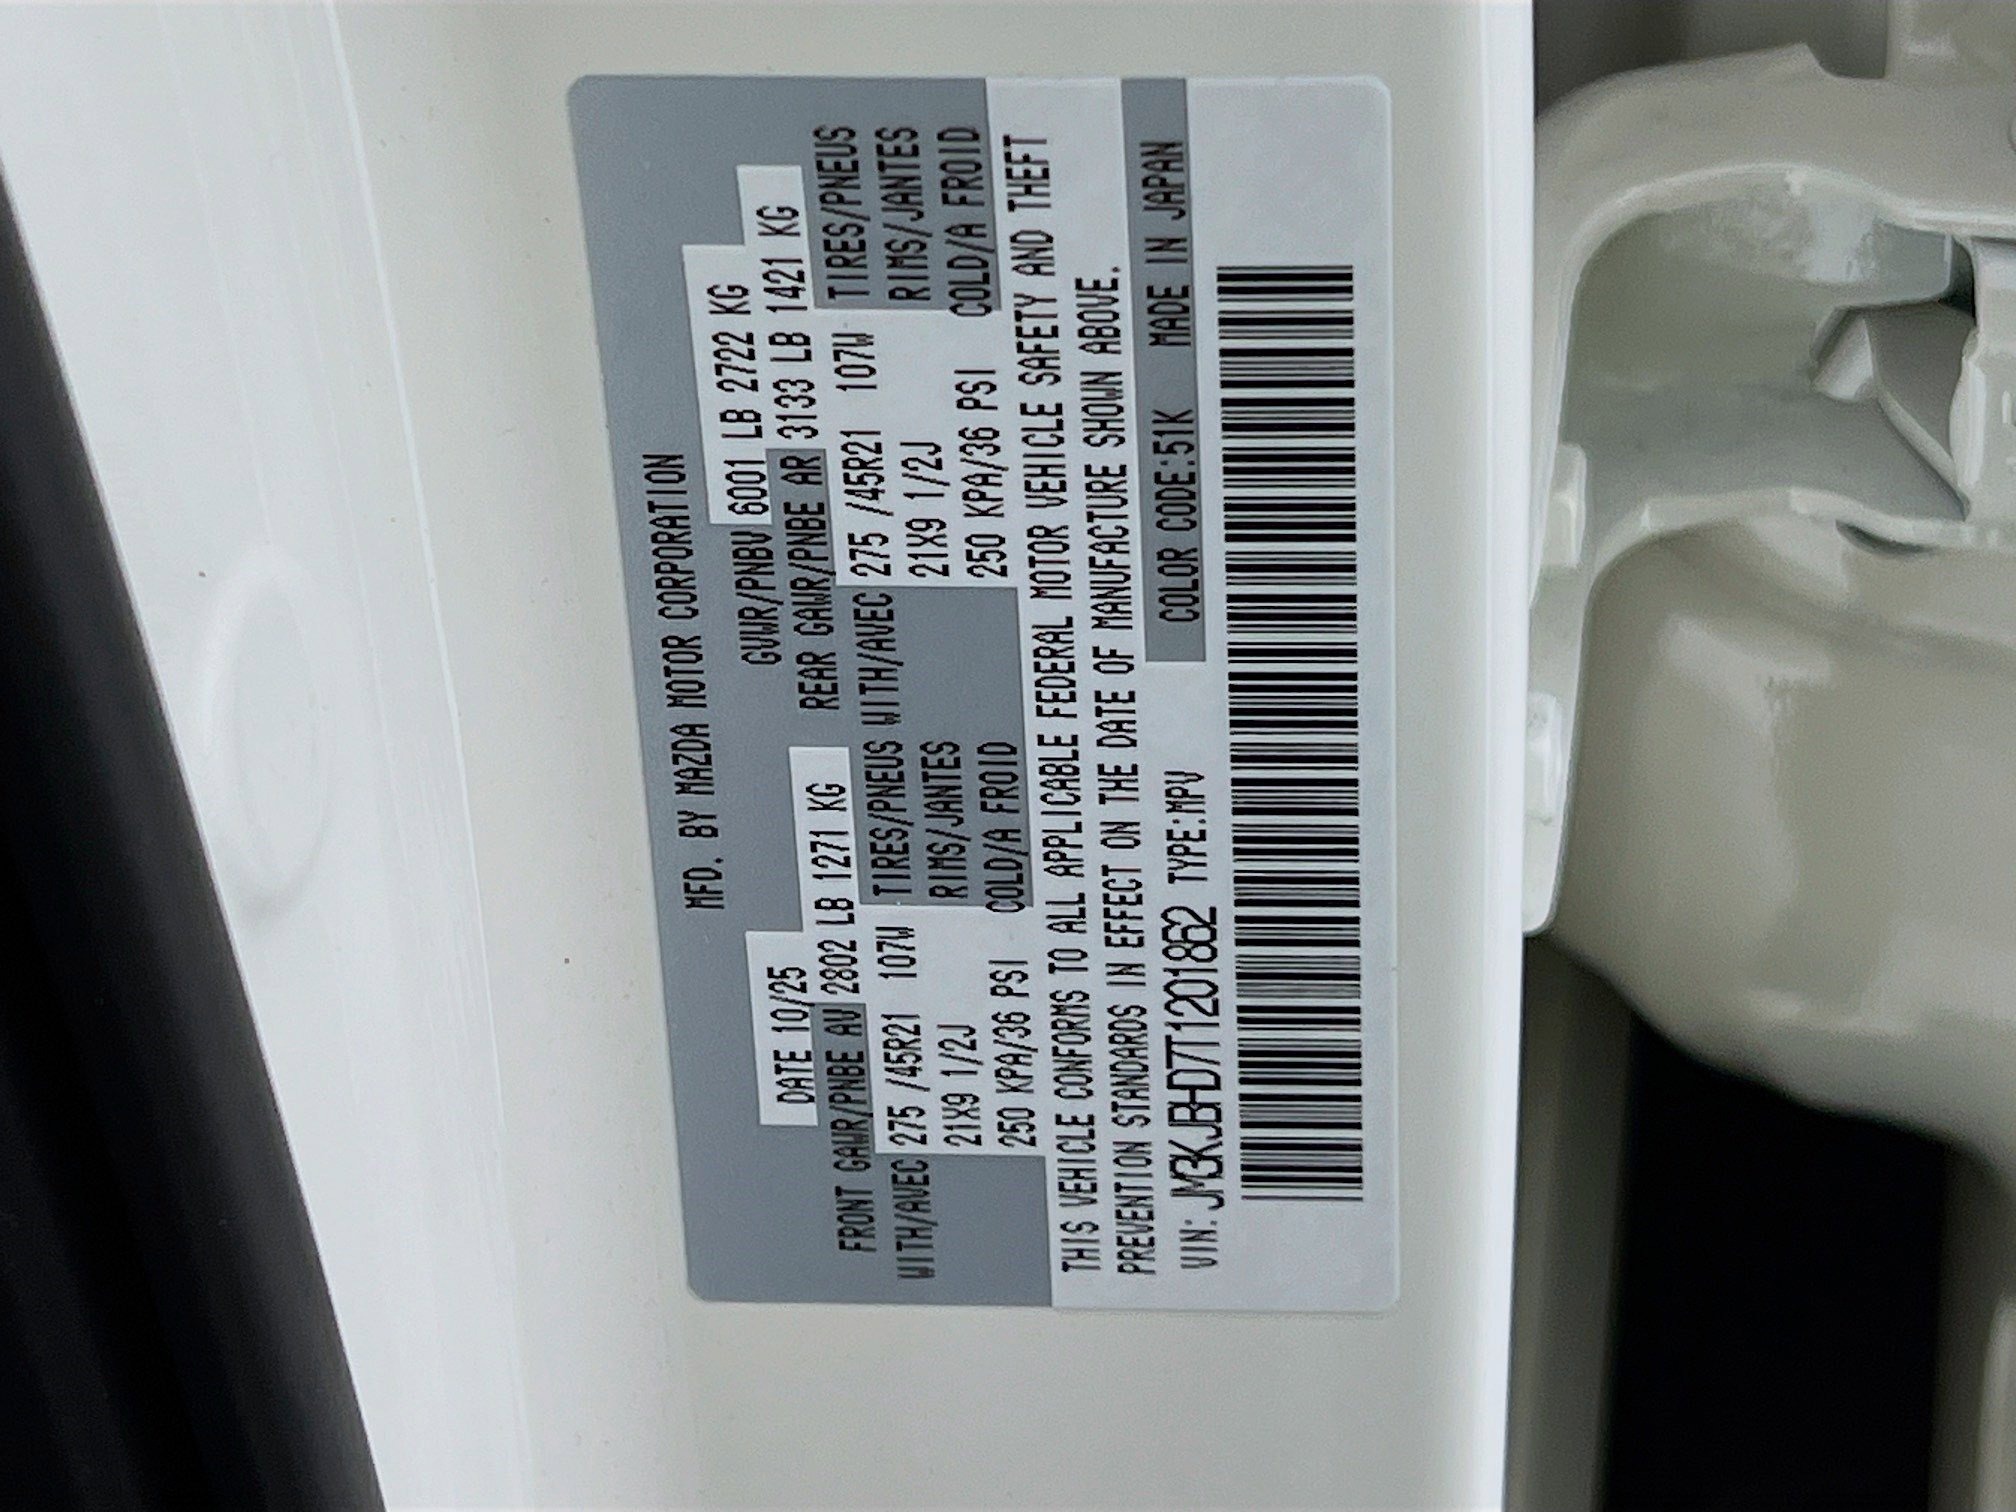 MFD. BY MAZDA MOTOR CORPORATION
DATE 10/25 GVWR/PNBV 6001 LB 2722 KG
FRONT GAWR/PNBE AV 2802 LB 1271 KG REAR GAWR/PNBE AR 3133 LB 1421 KG
WITH/AVEC 275 /45R21 107W TIRES/PNEUS WITH/AVEC 275 /45R21 107W TIRES/PNEUS
21X9 1/2J RIMS/JANTES 21X9 1/2J RIMS/JANTES
250 KPA/36 PSI COLD/A FROID 250 KPA/36 PSI COLD/A FROID
THIS VEHICLE CONFORMS TO ALL APPLICABLE FEDERAL MOTOR VEHICLE SAFETY AND THEFT
PREVENTION STANDARDS IN EFFECT ON THE DATE OF MANUFACTURE SHOWN ABOVE.
VIN: JM3KJBHD7T1201862 TYPE:MPV COLOR CODE:51K MADE IN JAPAN